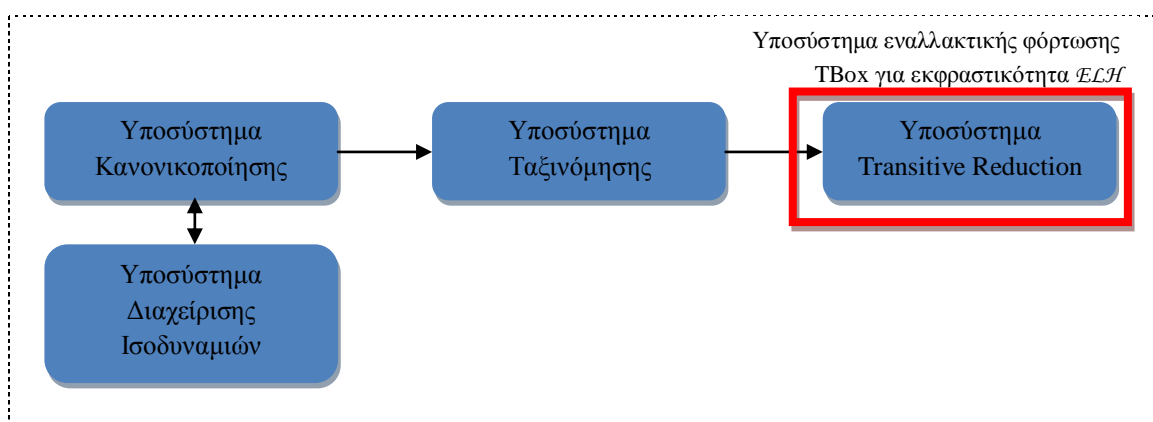 Υποσύστημα εναλλακτικής φόρτωσης
TBox για εκφραστικότητα ℰℒℋ
Υποσύστημα
Κανονικοποίησης
Υποσύστημα
Ταξινόμησης
Υποσύστημα
Transitive Reduction
Υποσύστημα
Διαχείρισης
Ισοδυναμιών